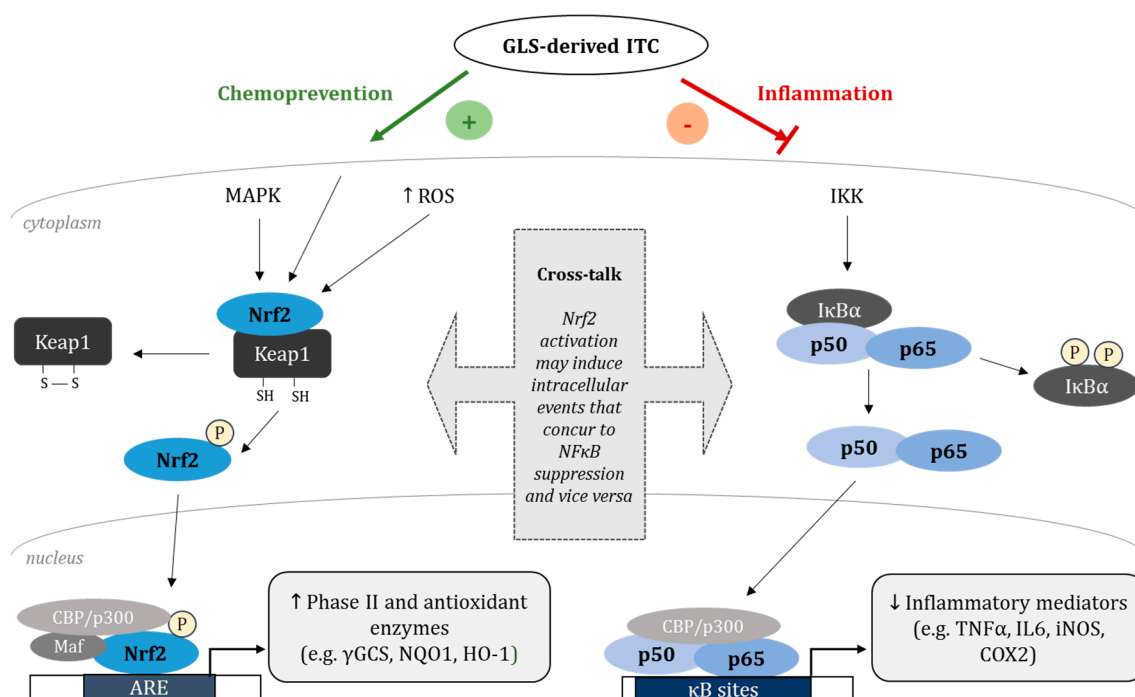 GLS-derived ITC
Chemoprevention
+
-
Inflammation
cytoplasm
MAPK
↑ ROS
IKK
Cross-talk
Nrf2
activation
may induce
intracellular
events that
concur to
NFκB
suppression
and vice versa
Nrf2
Keap1
SH SH
Keap1
S — S
P
Nrf2
IκBα
p50 p65
P P
IκBα
p50 p65
nucleus
CBP/p300
P
Maf
Nrf2
ARE
↑ Phase II and antioxidant
enzymes
(e.g. γGCS, NQO1, HO-1)
CBP/p300
p50 p65
κB sites
↓ Inflammatory mediators
(e.g. TNFα, IL6, iNOS,
COX2)